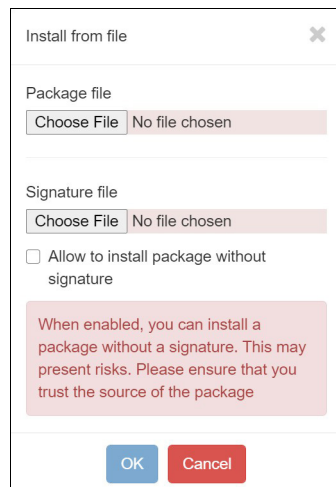 Install from file
Package file
Choose File No file chosen
Signature file
Choose File No file chosen
Allow to install package without
signature
When enabled, you can install a
package without a signature. This may
present risks. Please ensure that you
trust the source of the package
OK Cancel